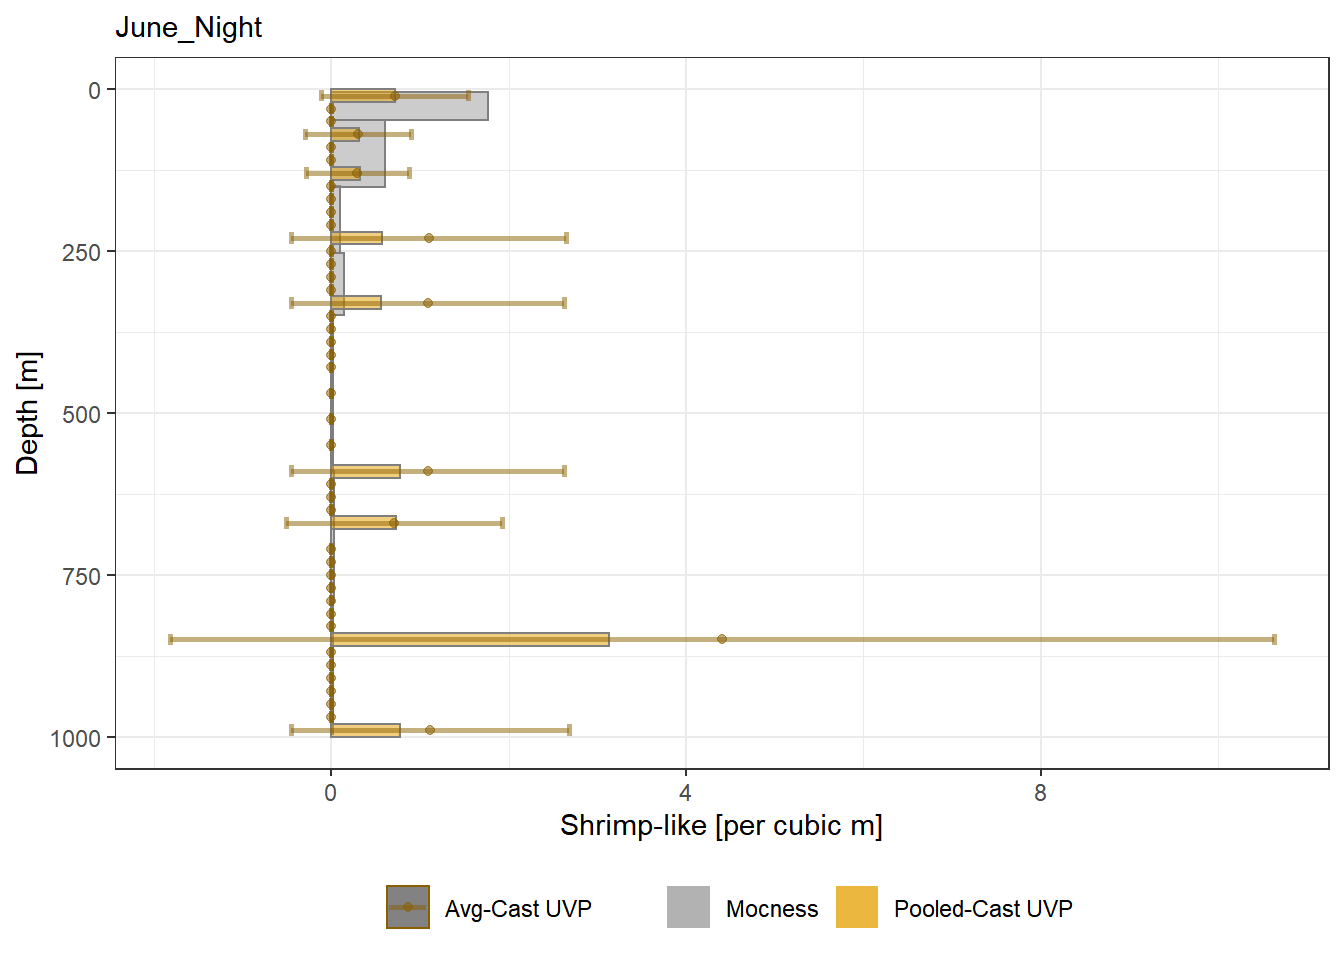 June_Night
0
250
500
750
1000
Depth [m]
0 4 8
Shrimp-like [per cubic m]
Avg-Cast UVP Mocness Pooled-Cast UVP